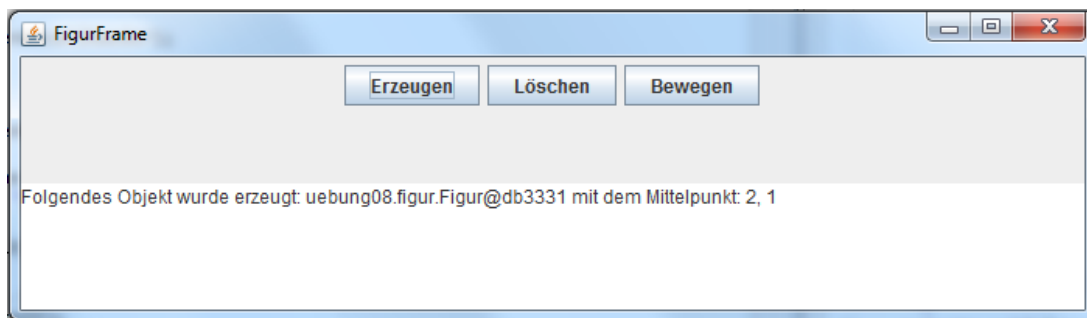 FigurFrame
Erzeugen Löschen Bewegen
Folgendes Objekt wurde erzeugt: uebung08.figur.Figur@db3331 mit dem Mittelpunkt: 2, 1